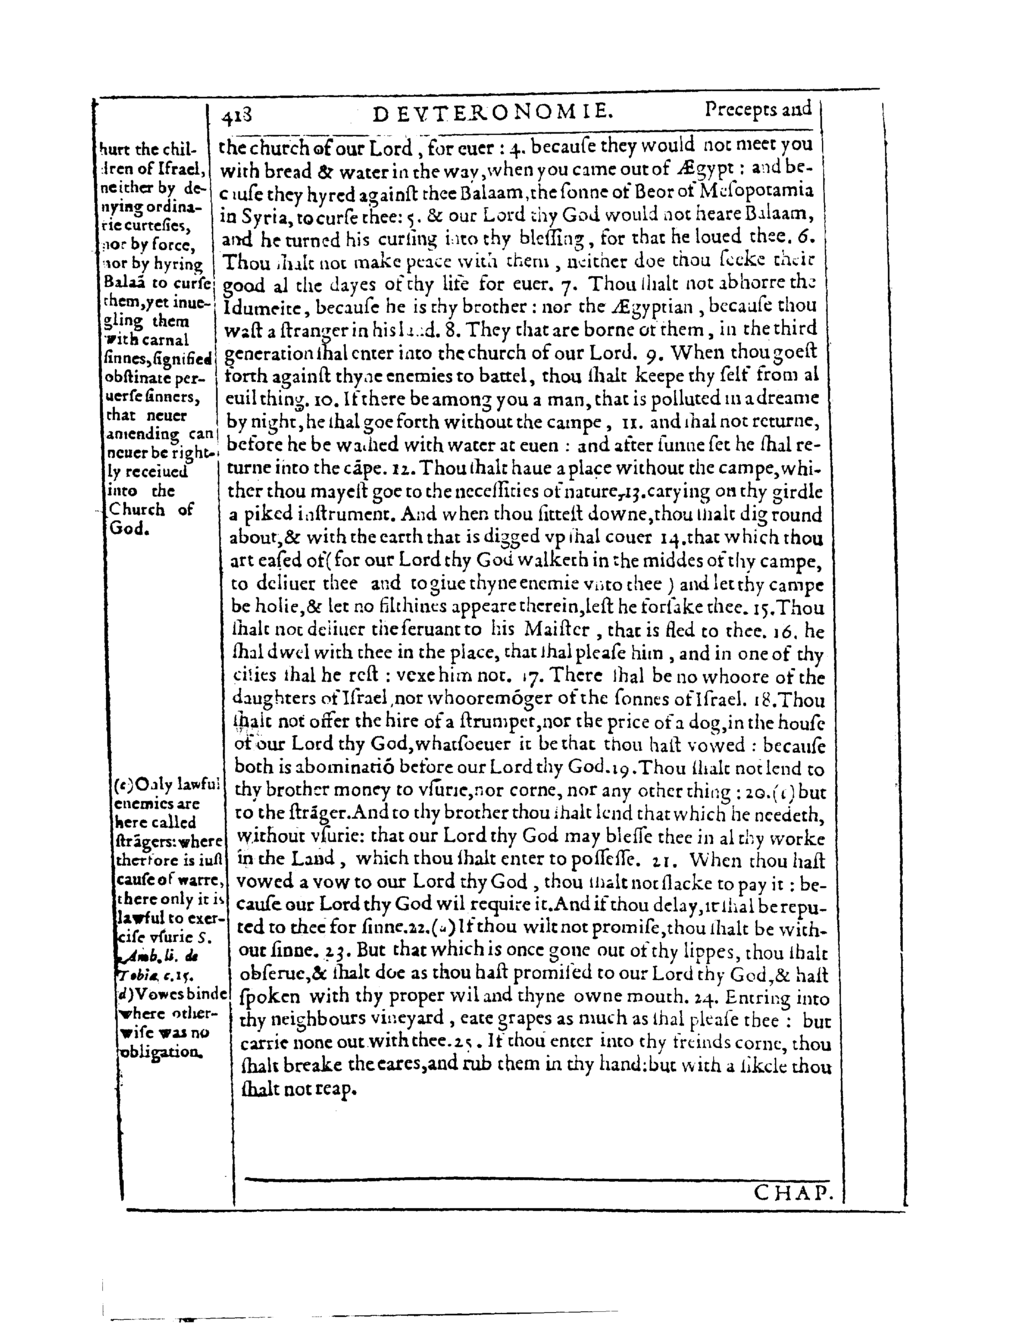 418 DEVTERONOMIE. Precepts and
hurt the chil-
dren of Iſrael,
neither by de-
nying ordina-
rie curteſies,
nor by force,
nor by hyring
Balaā to curſe
them,yet inue-
gling them
with carnal
ſinnes,ſignified
obſtinate per-
uerſe ſinners,
that neuer
amending can
neuer be right-
ly receiued
into the
Church of
God.
(c)Only lawful
enemies are
here called
ſtrāgers:where
therfore is iuſt
cauſe of warre,
there only it is
lawful to exer-
ciſe vſurie S.
Amb. li. de
Tobia. c.15.
d)Vowes binde
where other-
wiſe was no
obligation.
the church of our Lord, for euer : 4. becauſe they would not meet you
with bread & water in the way,when you came out of Ægypt : and be-
cauſe they hyred againſt thee Balaam,the ſonne of Beor of Meſopotamia
in Syria, to curſe thee: 5. & our Lord thy God would not heare Balaam,
and he turned his curſing into thy bleſſing, for that he loued thee. 6.
Thou ſhalt not make peace with them, neither doe thou ſeeke their
good al the dayes of thy life for euer. 7. Thou ſhalt not abhorre the
Idumeite, becauſe he is thy brother : nor the Ægyptian, becauſe thou
waſt a ſtranger in his land. 8. They that are borne of them, in the third
generation ſhal enter into the church of our Lord. 9. When thou goeſt
forth againſt thyne enemies to battel, thou ſhalt keepe thy ſelf from al
euil thing. 10. If there be among you a man, that is polluted in a dreame
by night, he ſhal goe forth without the campe, 11. and ſhal not returne,
before he be waſhed with water at euen : and after ſunne ſet he ſhal re-
turne into the cāpe. 12. Thou ſhalt haue a place without the campe,whi-
ther thou mayeſt goe to the neceſſities of nature,13.carying on thy girdle
a piked inſtrument. And when thou ſitteſt downe,thou ſhalt dig round
about,& with the earth that is digged vp ſhal couer 14.that which thou
art eaſed of( for our Lord thy God walketh in the middes of thy campe,
to deliuer thee and to giue thyne enemie vnto thee ) and let thy campe
be holie,& let no filthines appeare therein,leſt he forſake thee. 15.Thou
ſhalt not deliuer the ſeruant to his Maiſter, that is fled to thee. 16. he
ſhal dwel with thee in the place, that ſhal pleaſe him, and in one of thy
cities ſhal he reſt : vexe him not. 17. There ſhal be no whoore of the
daughters of Iſrael,nor whooremōger of the ſonnes of Iſrael. 18.Thou
ſhalt not offer the hire of a ſtrumpet,nor the price of a dog,in the houſe
of our Lord thy God,whatſoeuer it be that thou haſt vowed : becauſe
both is abominatiō before our Lord thy God.19.Thou ſhalt not lend to
thy brother money to vſurie,nor corne, nor any other thing : 20.(c) but
to the ſtrāger.And to thy brother thou ſhalt lend that which he needeth,
without vſurie: that our Lord thy God may bleſſe thee in al thy worke
in the Land, which thou ſhalt enter to poſſeſſe. 21. When thou haſt
vowed a vow to our Lord thy God, thou ſhalt not ſlacke to pay it : be-
cauſe our Lord thy God wil require it.And if thou delay,it ſhal be repu-
ted to thee for ſinne.22.(d) If thou wilt not promiſe,thou ſhalt be with-
out ſinne. 23. But that which is once gone out of thy lippes, thou ſhalt
obſerue,& ſhalt doe as thou haſt promiſed to our Lord thy God,& haſt
ſpoken with thy proper wil and thyne owne mouth. 24. Entring into
thy neighbours vineyard, eate grapes as much as ſhal pleaſe thee : but
carrie none out with thee.25. If thou enter into thy freinds corne, thou
ſhalt breake the eares,and rub them in thy hand:but with a ſikcle thou
ſhalt not reap.
CHAP.